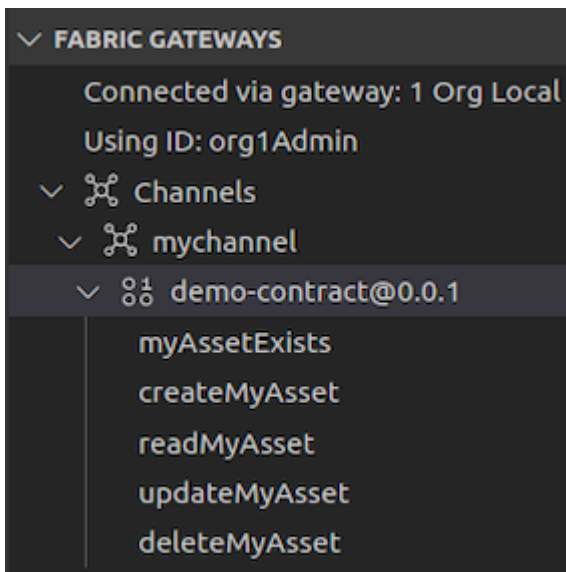 FABRIC GATEWAYS
Connected via gateway: 1 Org Local
Using ID: org1Admin
Channels
mychannel
demo-contract@0.0.1
myAssetExists
createMyAsset
readMyAsset
updateMyAsset
deleteMyAsset